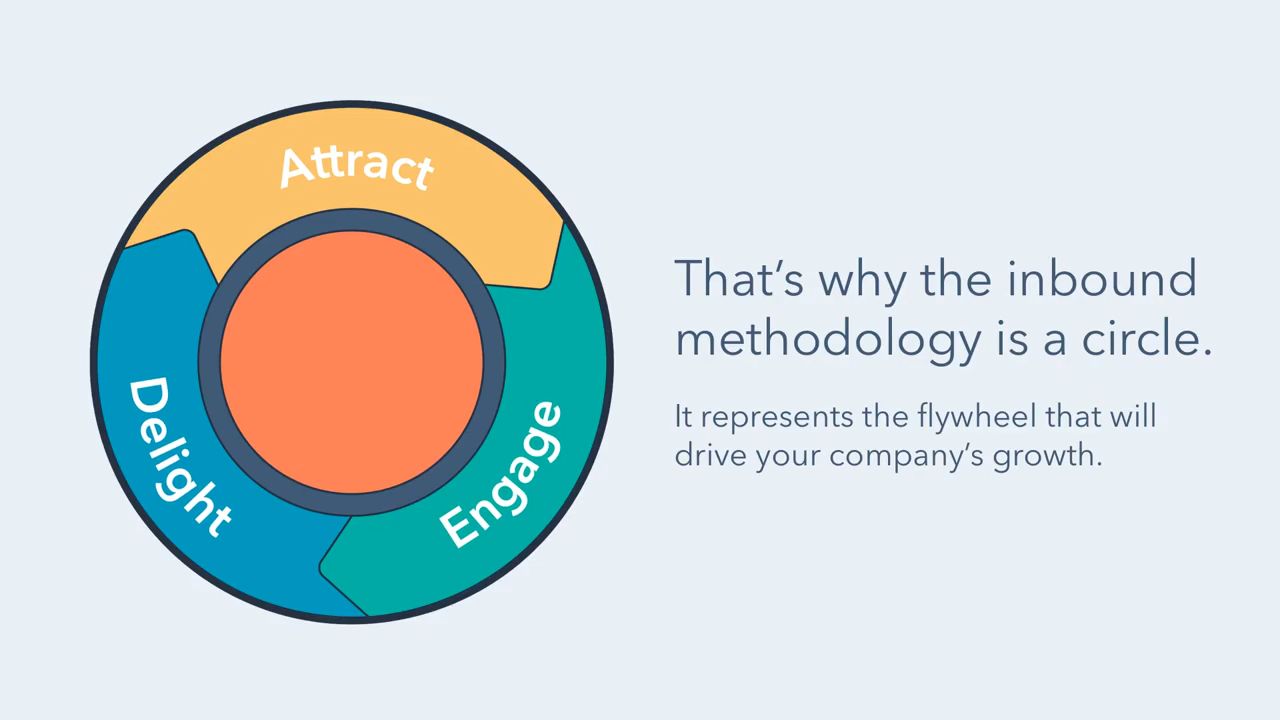 Attract
Engage
Delight
That’s why the inbound
methodology is a circle.
It represents the flywheel that will
drive your company’s growth.